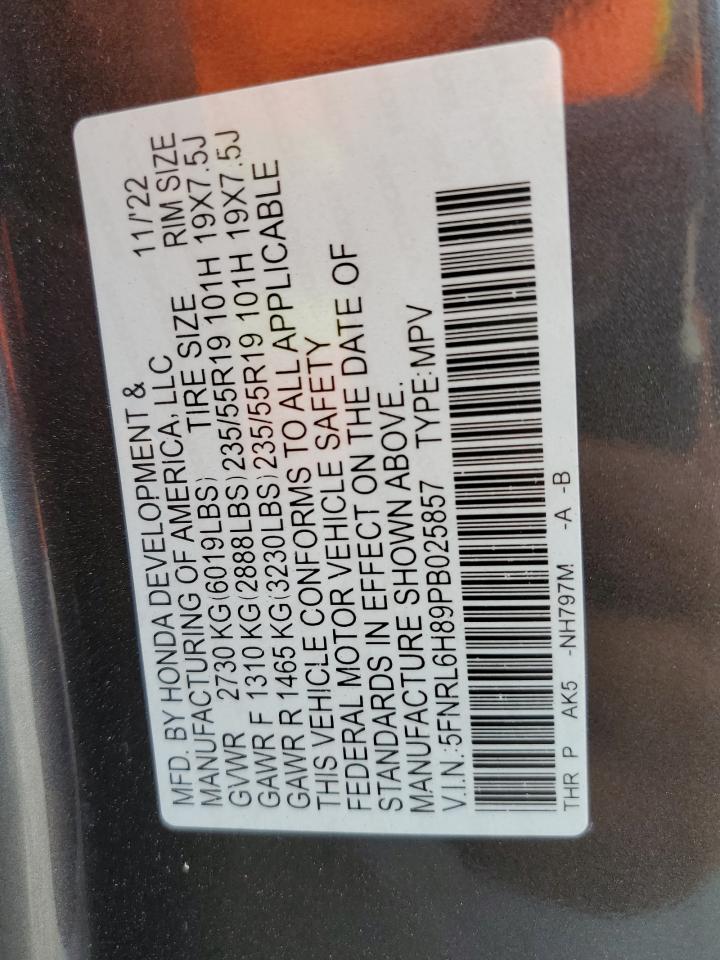 MFD. BY HONDA DEVELOPMENT & 11/'22
MANUFACTURING OF AMERICA, LLC RIM SIZE
TIRE SIZE
GVWR 2730 KG(6019LBS)
GAWR F 1310 KG(2888LBS) 235/55R19 101H 19X7.5J
GAWR R 1465 KG(3230LBS) 235/55R19 101H 19X7.5J
THIS VEHICLE CONFORMS TO ALL APPLICABLE
FEDERAL MOTOR VEHICLE SAFETY
STANDARDS IN EFFECT ON THE DATE OF
MANUFACTURE SHOWN ABOVE.
V.I.N.:5FNRL6H89PB025857 TYPE:MPV
THR P AK5 -NH797M -A -B